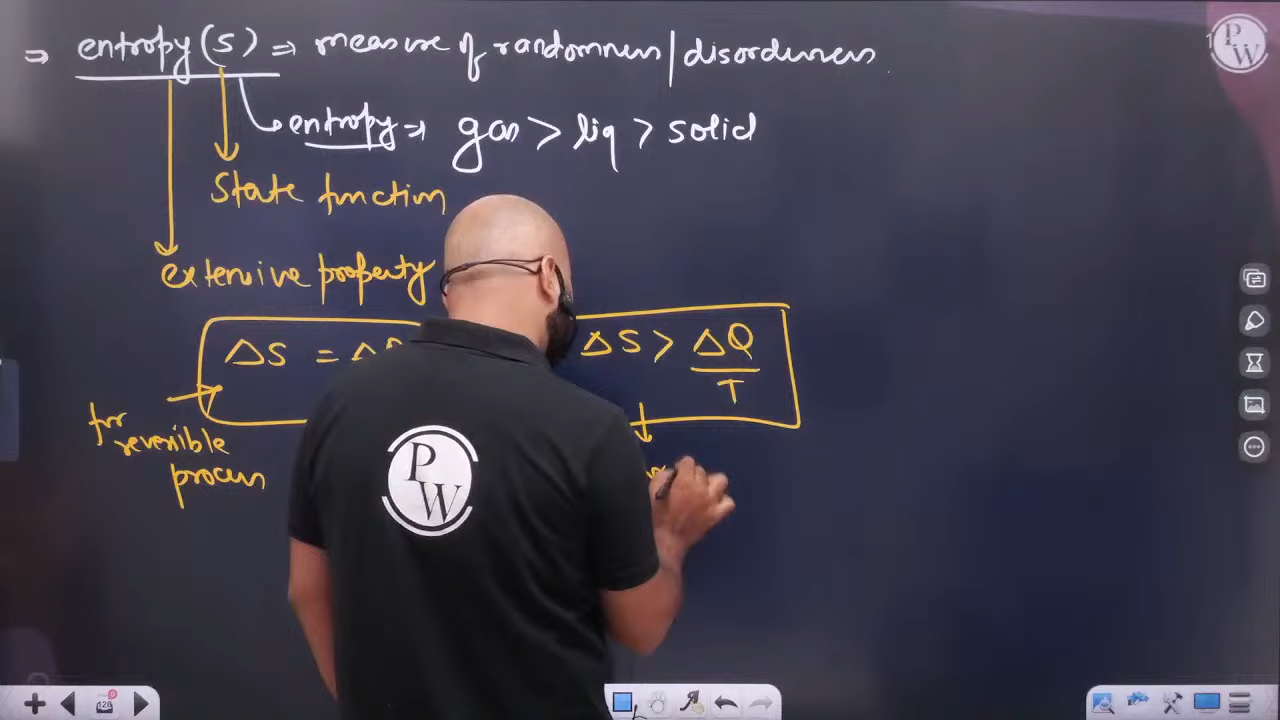 ⇒ entropy (S) ⇒ measure of randomness/disorderness
entropy ⇒ gas > liq > solid
State function
extensive property
ΔS = Δ
ΔS > ΔQ/T
for reversible process
PW
PW
128